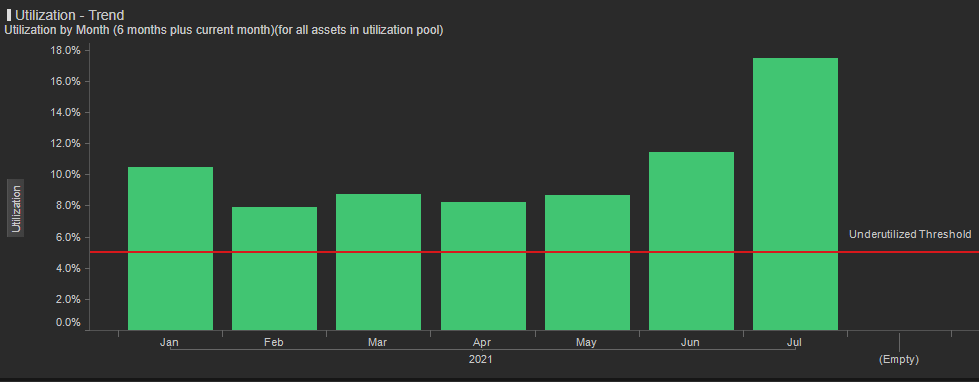 Utilization - Trend
Utilization by Month (6 months plus current month)(for all assets in utilization pool)
18.0%
16.0%
14.0%
12.0%
10.0%
8.0%
6.0%
4.0%
2.0%
0.0%
Utilization
Underutilized Threshold
Jan Feb Mar Apr May Jun Jul
2021 (Empty)